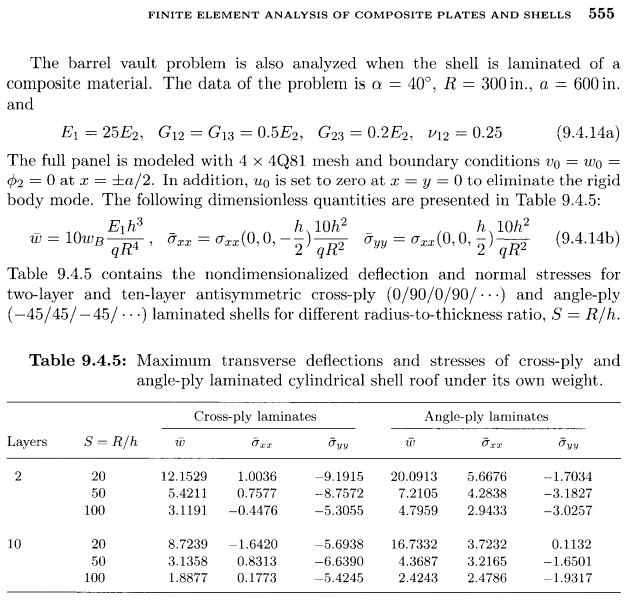 FINITE ELEMENT ANALYSIS OF COMPOSITE PLATES AND SHELLS 555
The barrel vault problem is also analyzed when the shell is laminated of a
composite material. The data of the problem is α = 40°, R = 300 in., a = 600 in.
and
E₁ = 25E₂, G₁₂ = G₁₃ = 0.5E₂, G₂₃ = 0.2E₂, ν₁₂ = 0.25 (9.4.14a)
The full panel is modeled with 4 × 4Q81 mesh and boundary conditions v₀ = w₀ =
ϕ₂ = 0 at x = ±a/2. In addition, u₀ is set to zero at x = y = 0 to eliminate the rigid
body mode. The following dimensionless quantities are presented in Table 9.4.5:
w̄ = 10w_B E₁h³/qR⁴, σ̄ₓₓ = σₓₓ(0, 0, −h/2) 10h²/qR² σ̄_yy = σₓₓ(0, 0, h/2) 10h²/qR² (9.4.14b)
Table 9.4.5 contains the nondimensionalized deflection and normal stresses for
two-layer and ten-layer antisymmetric cross-ply (0/90/0/90/ ⋯) and angle-ply
(−45/45/ − 45/ ⋯) laminated shells for different radius-to-thickness ratio, S = R/h.
Table 9.4.5: Maximum transverse deflections and stresses of cross-ply and
angle-ply laminated cylindrical shell roof under its own weight.
Cross-ply laminates Angle-ply laminates
Layers S = R/h w̄ σ̄ₓₓ σ̄_yy w̄ σ̄ₓₓ σ̄_yy
2 20 12.1529 1.0036 −9.1915 20.0913 5.6676 −1.7034
50 5.4211 0.7577 −8.7572 7.2105 4.2838 −3.1827
100 3.1191 −0.4476 −5.3055 4.7959 2.9433 −3.0257
10 20 8.7239 −1.6420 −5.6938 16.7332 3.7232 0.1132
50 3.1358 0.8313 −6.6390 4.3687 3.2165 −1.6501
100 1.8877 0.1773 −5.4245 2.4243 2.4786 −1.9317